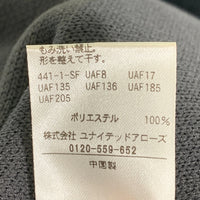 もみ洗い禁止。
形を整えて干す。
441-1-SF UAF8 UAF17
UAF135 UAF136 UAF185
UAF205
ポリエステル 100%
株式会社 ユナイテッドアローズ
0120-559-652
中国製